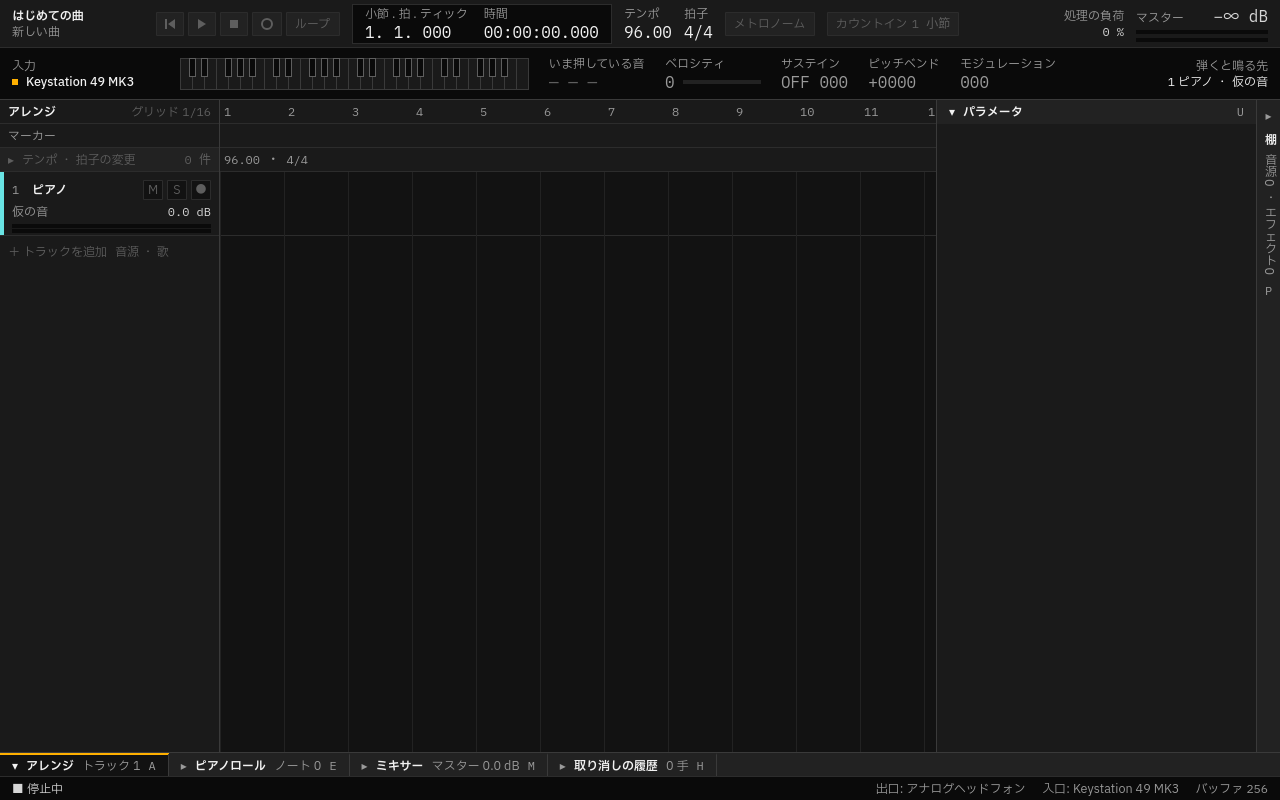 はじめての曲
新しい曲
ループ
小節 . 拍 . ティック
時間
1. 1. 000
00:00:00.000
テンポ
96.00
拍子
4/4
メトロノーム
カウントイン 1 小節
処理の負荷
0 %
マスター
−∞ dB
入力
Keystation 49 MK3
いま押している音
— — —
ベロシティ
0
サステイン
OFF 000
ピッチベンド
+0000
モジュレーション
000
弾くと鳴る先
1 ピアノ · 仮の音
アレンジ
グリッド 1/16
1 2 3 4 5 6 7 8 9 10 11 1
マーカー
▸ テンポ · 拍子の変更
0 件
96.00 · 4/4
1 ピアノ
M S
仮の音
0.0 dB
＋ トラックを追加 音源 · 歌
▾ パラメータ
U
▸ 棚 音源 0 · エフェクト 0 P
▾ アレンジ トラック 1 A
▸ ピアノロール ノート 0 E
▸ ミキサー マスター 0.0 dB M
▸ 取り消しの履歴 0 手 H
■ 停止中
出口: アナログヘッドフォン
入口: Keystation 49 MK3
バッファ 256